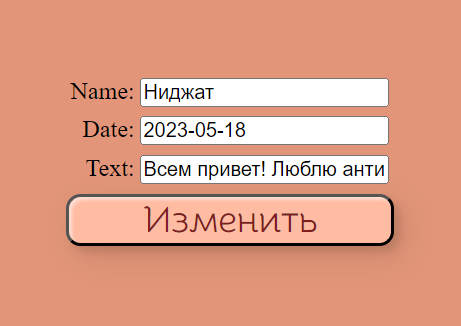 Name: Ниджат
Date: 2023-05-18
Text: Всем привет! Люблю анти
Изменить